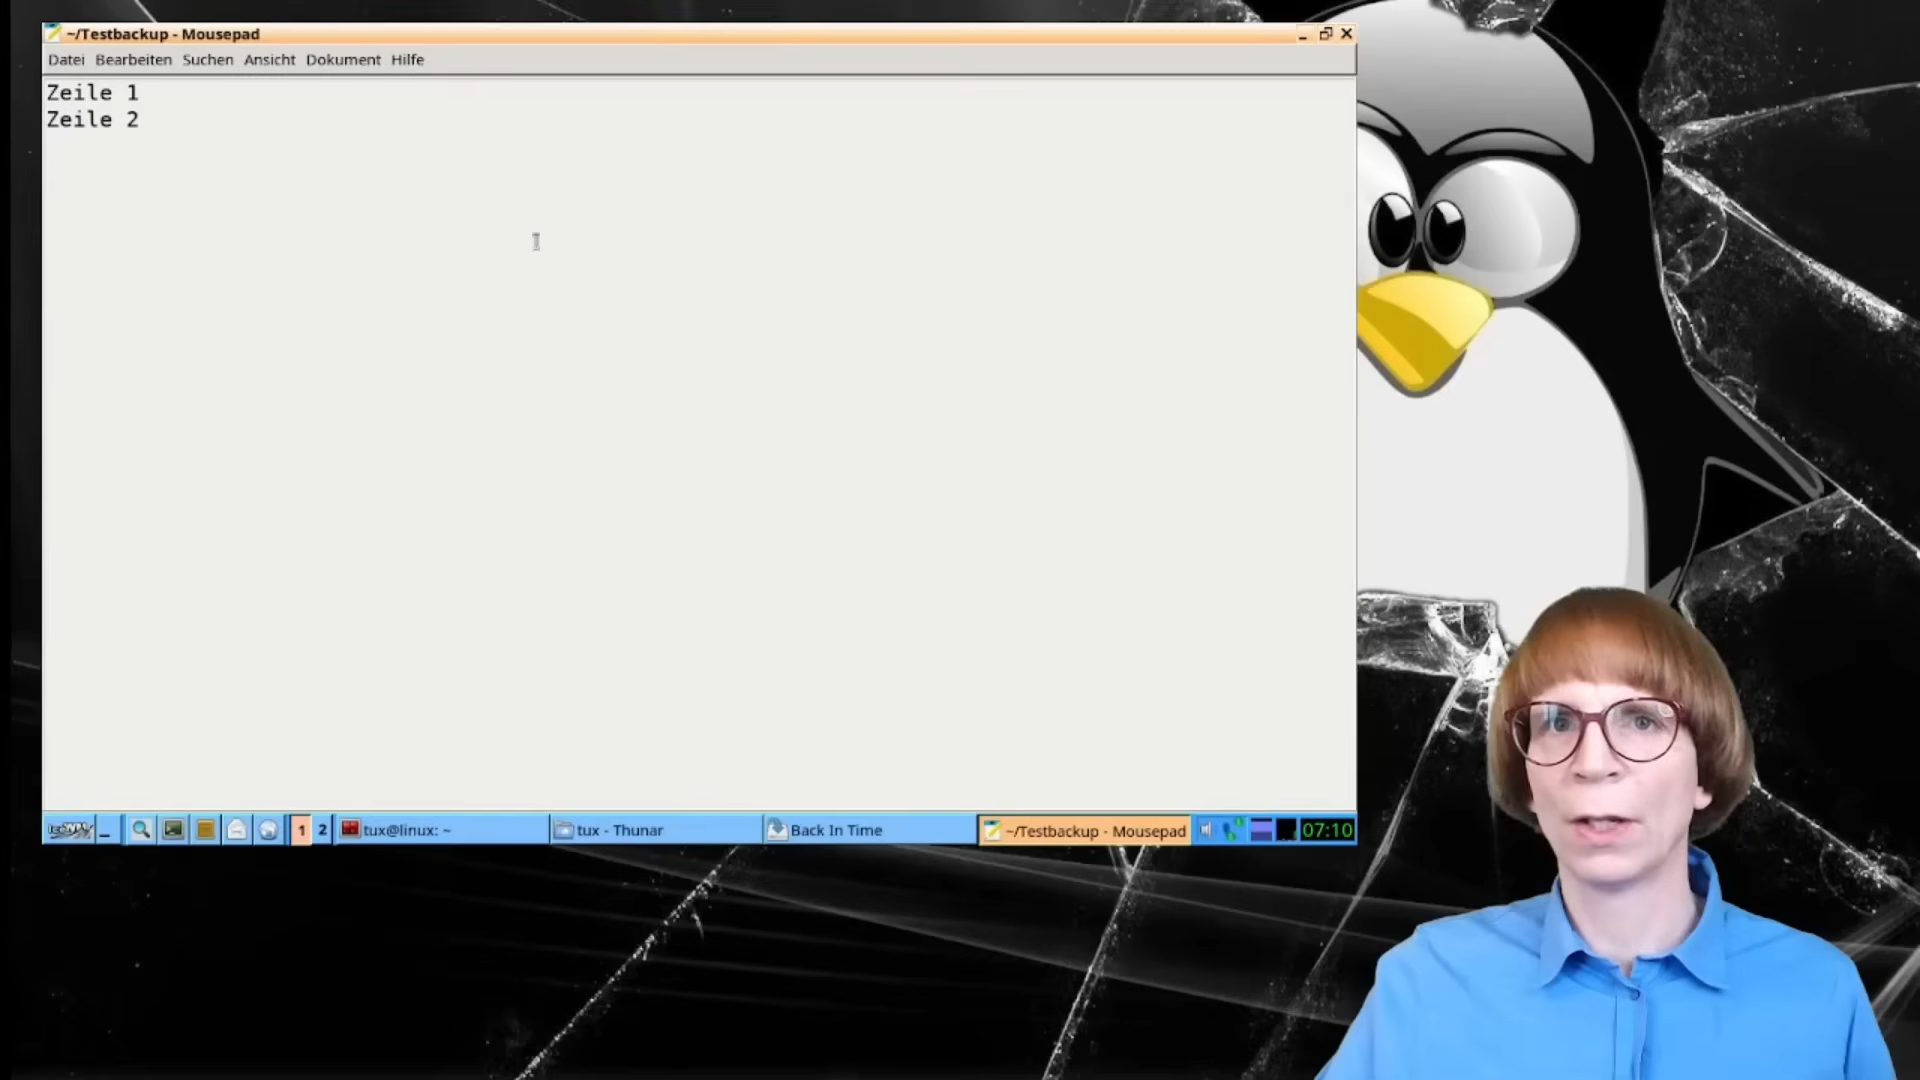 ~/Testbackup - Mousepad
Datei Bearbeiten Suchen Ansicht Dokument Hilfe
Zeile 1
Zeile 2
IceWM 1 2 tux@linux: ~ tux - Thunar Back In Time ~/Testbackup - Mousepad 07:10